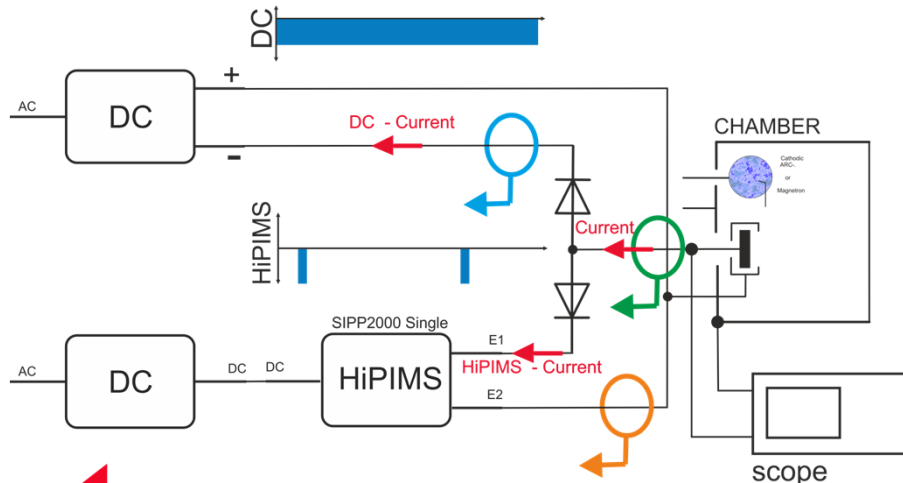 DC
+
AC
DC
DC - Current
-
CHAMBER
Cathodic
ARC-.
or
Magnetron
HiPIMS
Current
SIPP2000 Single
E1
HiPIMS - Current
AC
DC
DC
DC
HiPIMS
E2
scope